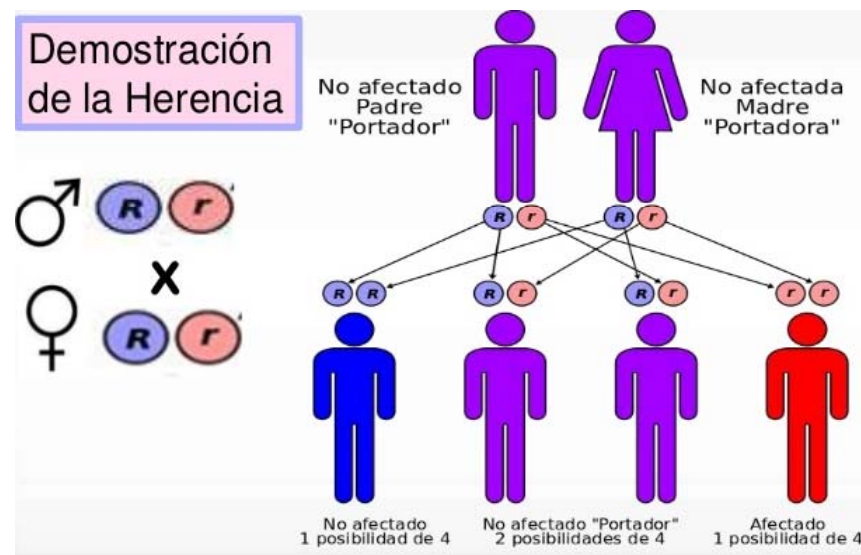 Demostración
de la Herencia
No afectado
Padre
"Portador"
No afectada
Madre
"Portadora"
R r
X
R r
R r R r
R R R r R r r r
No afectado
1 posibilidad de 4
No afectado "Portador"
2 posibilidades de 4
Afectado
1 posibilidad de 4